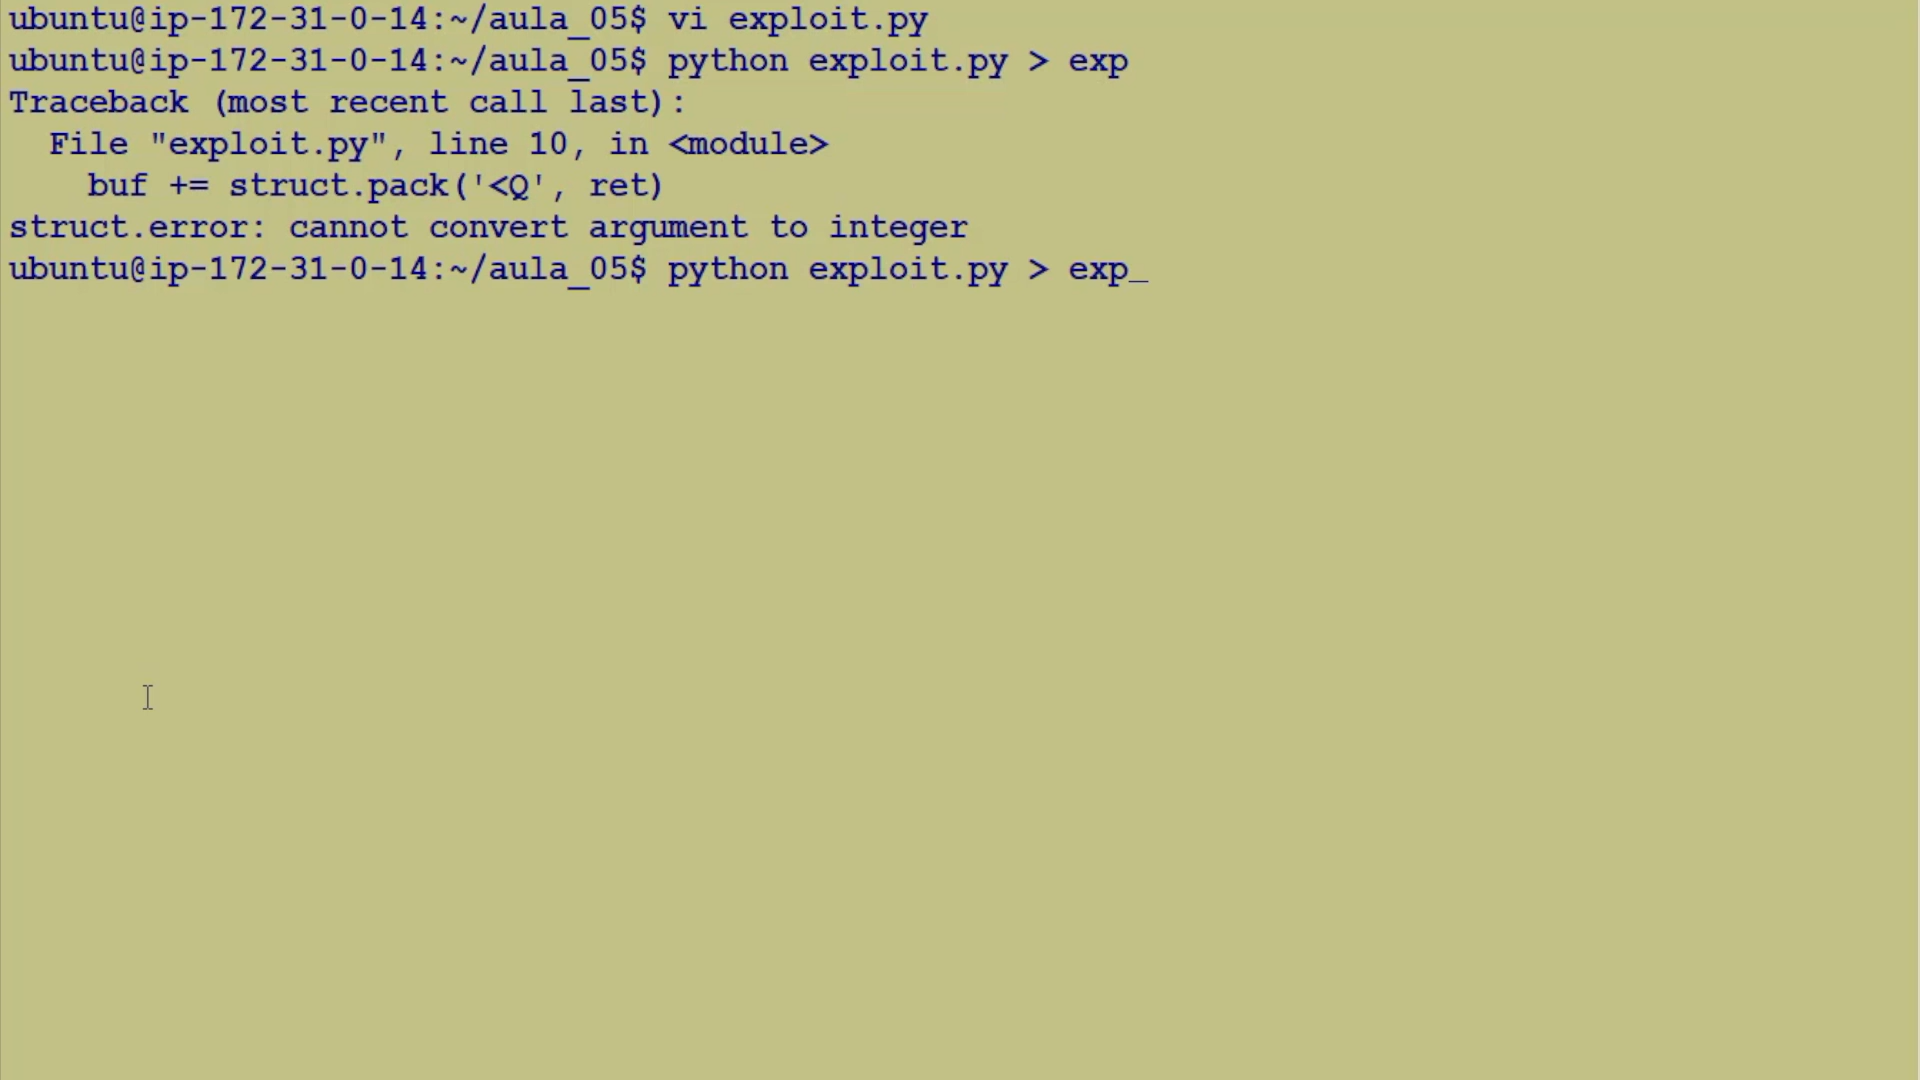 ubuntu@ip-172-31-0-14:~/aula_05$ vi exploit.py
ubuntu@ip-172-31-0-14:~/aula_05$ python exploit.py > exp
Traceback (most recent call last):
  File "exploit.py", line 10, in <module>
    buf += struct.pack('<Q', ret)
struct.error: cannot convert argument to integer
ubuntu@ip-172-31-0-14:~/aula_05$ python exploit.py > exp_